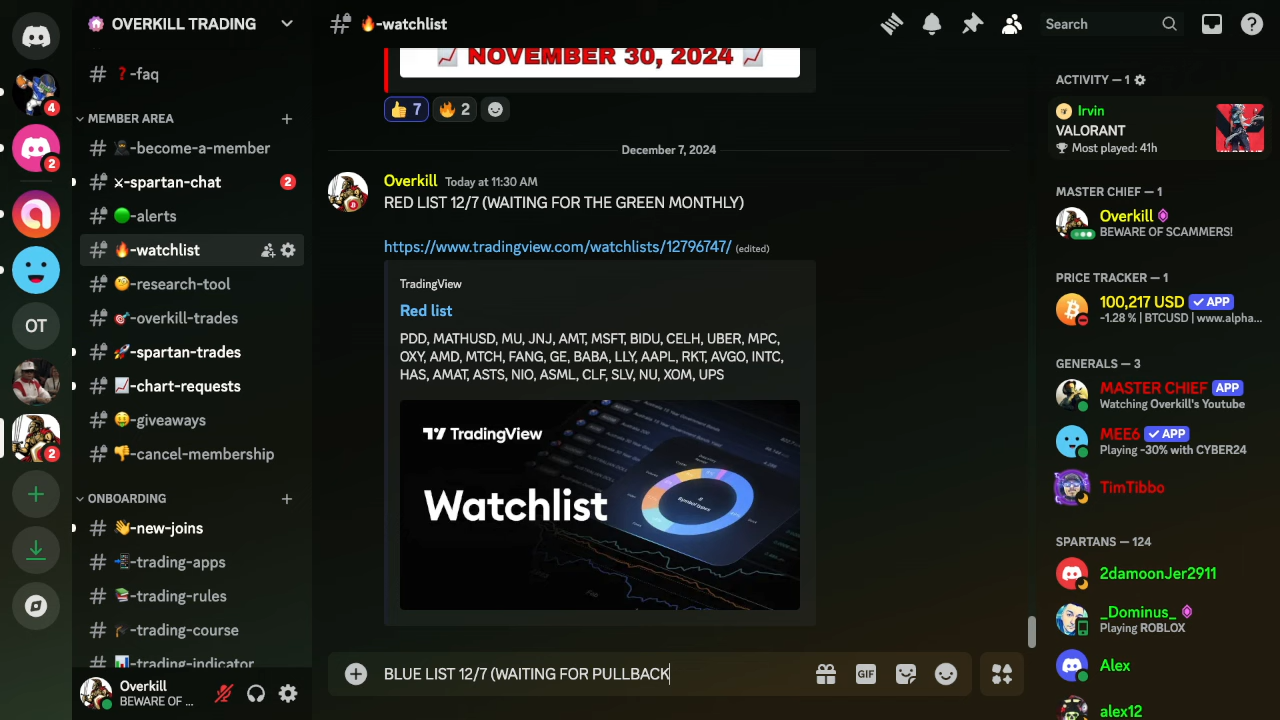 OVERKILL TRADING
# ❓-faq
MEMBER AREA
🥷-become-a-member
⚔-spartan-chat 2
🟢-alerts
🔥-watchlist
🧐-research-tool
🎯-overkill-trades
🚀-spartan-trades
📈-chart-requests
🤑-giveaways
👎-cancel-membership
ONBOARDING
👋-new-joins
📲-trading-apps
📚-trading-rules
🎓-trading-course
📊-trading-indicator
Overkill
BEWARE OF ...
4
2
OT
2
🔥-watchlist
Search
📈 NOVEMBER 30, 2024 📈
👍 7 🔥 2
December 7, 2024
Overkill Today at 11:30 AM
RED LIST 12/7 (WAITING FOR THE GREEN MONTHLY)
https://www.tradingview.com/watchlists/12796747/ (edited)
TradingView
Red list
PDD, MATHUSD, MU, JNJ, AMT, MSFT, BIDU, CELH, UBER, MPC,
OXY, AMD, MTCH, FANG, GE, BABA, LLY, AAPL, RKT, AVGO, INTC,
HAS, AMAT, ASTS, NIO, ASML, CLF, SLV, NU, XOM, UPS
TradingView
Watchlist
BLUE LIST 12/7 (WAITING FOR PULLBACK
GIF
ACTIVITY — 1
Irvin
VALORANT
Most played: 41h
MASTER CHIEF — 1
Overkill
BEWARE OF SCAMMERS!
PRICE TRACKER — 1
100,217 USD ✓ APP
-1.28 % | BTCUSD | www.alpha...
GENERALS — 3
MASTER CHIEF APP
Watching Overkill's Youtube
MEE6 ✓ APP
Playing -30% with CYBER24
TimTibbo
SPARTANS — 124
2damoonJer2911
_Dominus_
Playing ROBLOX
Alex
alex12